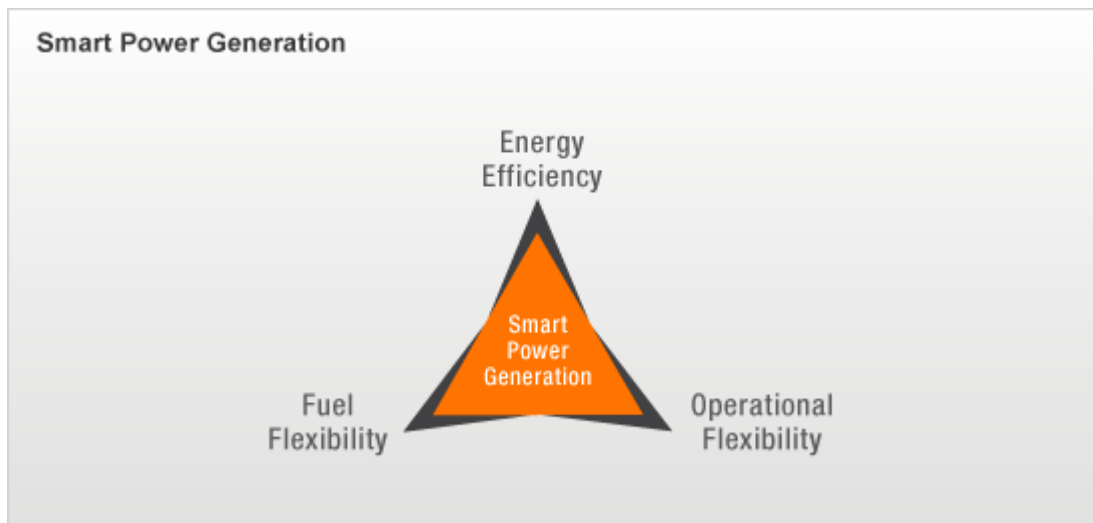 Smart Power Generation
Energy
Efficiency
Smart
Power
Generation
Fuel
Flexibility
Operational
Flexibility